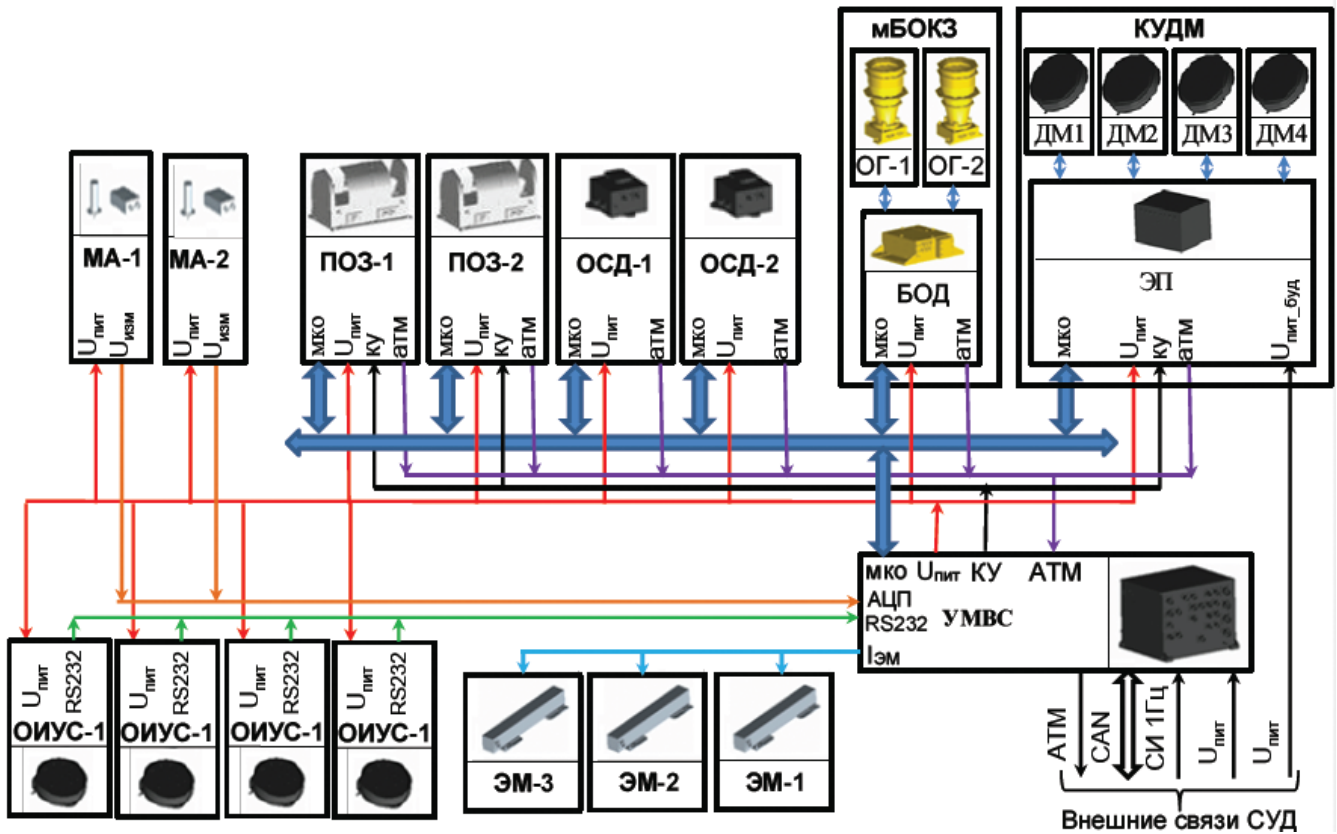 мБОКЗ
КУДМ
ОГ-1
ОГ-2
ДМ1
ДМ2
ДМ3
ДМ4
МА-1
МА-2
ПОЗ-1
ПОЗ-2
ОСД-1
ОСД-2
БОД
ЭП
Uпит
Uизм
Uпит
Uизм
мко
Uпит
ку
атм
мко
Uпит
ку
атм
мко
Uпит
атм
мко
Uпит
атм
мко
Uпит
атм
мко
Uпит
ку
атм
Uпит_буд
мко Uпит КУ АТМ
АЦП
RS232 УМВС
Iэм
Uпит
RS232
Uпит
RS232
Uпит
RS232
Uпит
RS232
ОИУС-1
ОИУС-1
ОИУС-1
ОИУС-1
ЭМ-3
ЭМ-2
ЭМ-1
АТМ
CAN
СИ 1Гц
Uпит
Uпит
Внешние связи СУД